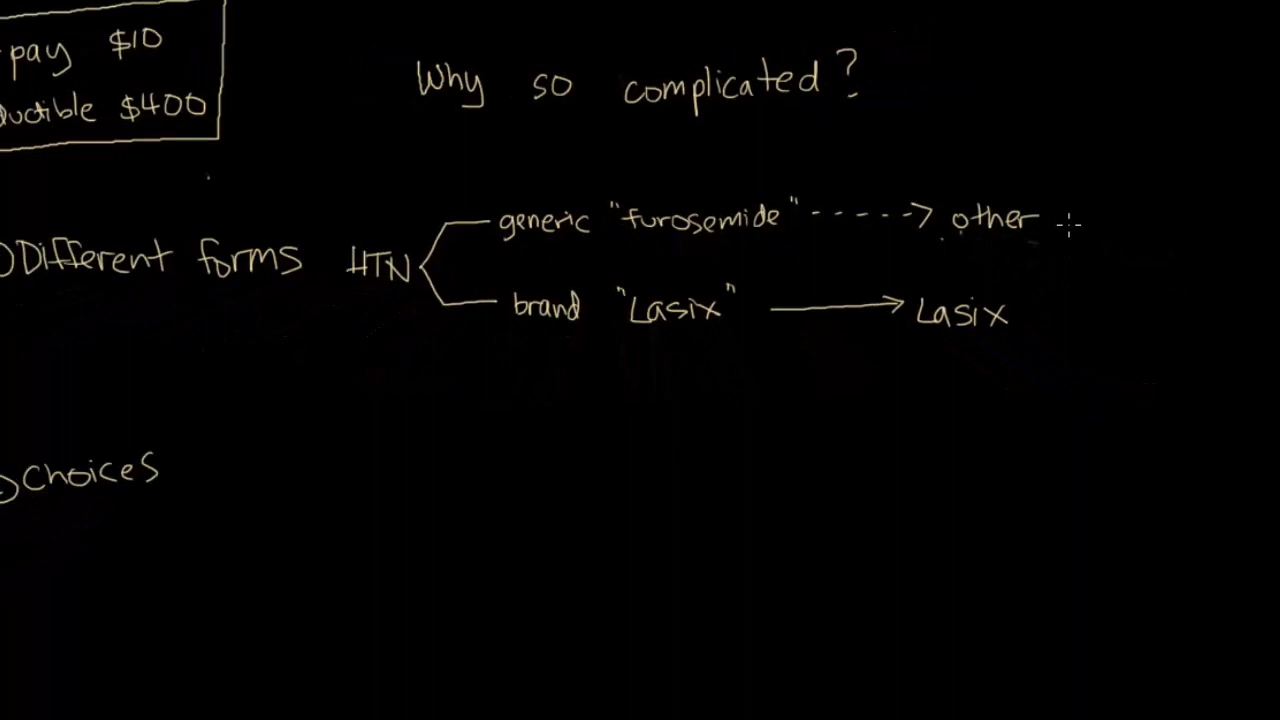 pay $10
uctible $400
Why so complicated?
generic "furosemide" -----> other
Different forms HTN
brand "Lasix" → Lasix
Choices